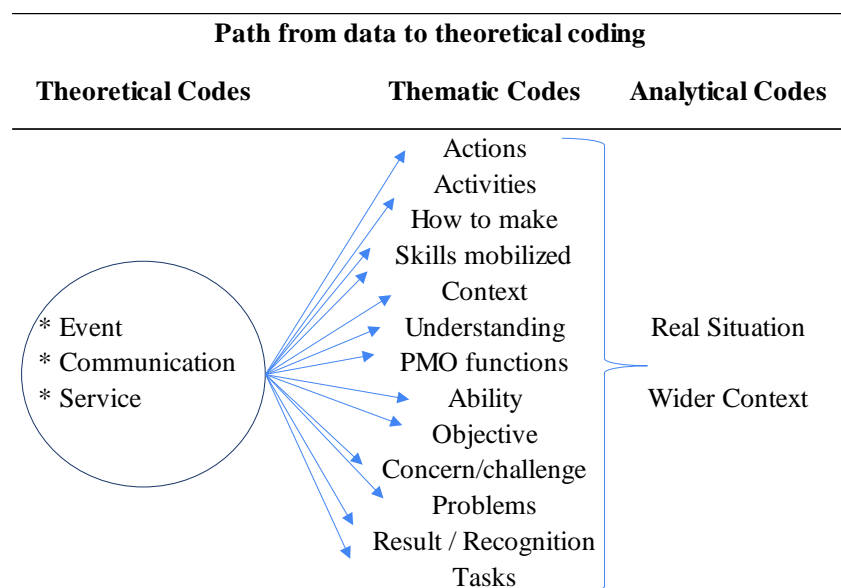 Path from data to theoretical coding
Theoretical Codes
Thematic Codes
Analytical Codes
* Event
* Communication
* Service
Actions
Activities
How to make
Skills mobilized
Context
Understanding
PMO functions
Ability
Objective
Concern/challenge
Problems
Result / Recognition
Tasks
Real Situation
Wider Context